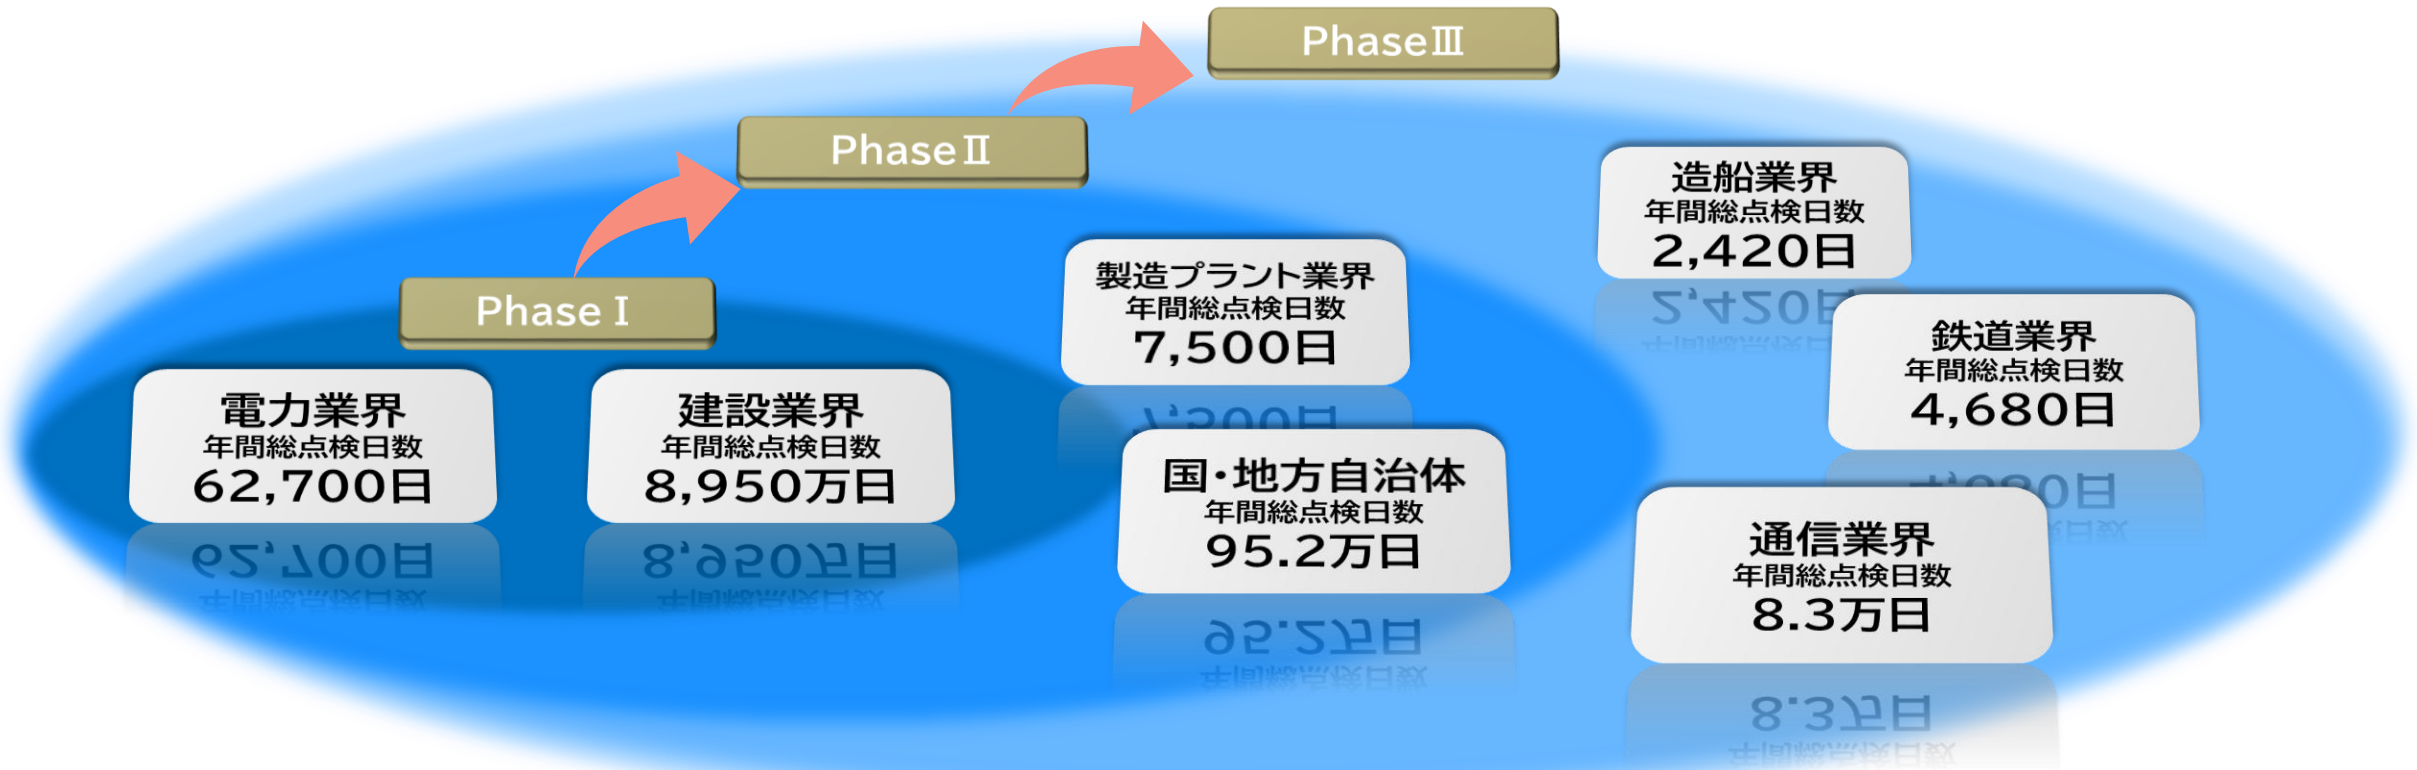 PhaseⅢ
PhaseⅡ
PhaseⅠ
電力業界
年間総点検日数
62,700日
建設業界
年間総点検日数
8,950万日
製造プラント業界
年間総点検日数
7,500日
国・地方自治体
年間総点検日数
95.2万日
造船業界
年間総点検日数
2,420日
鉄道業界
年間総点検日数
4,680日
通信業界
年間総点検日数
8.3万日